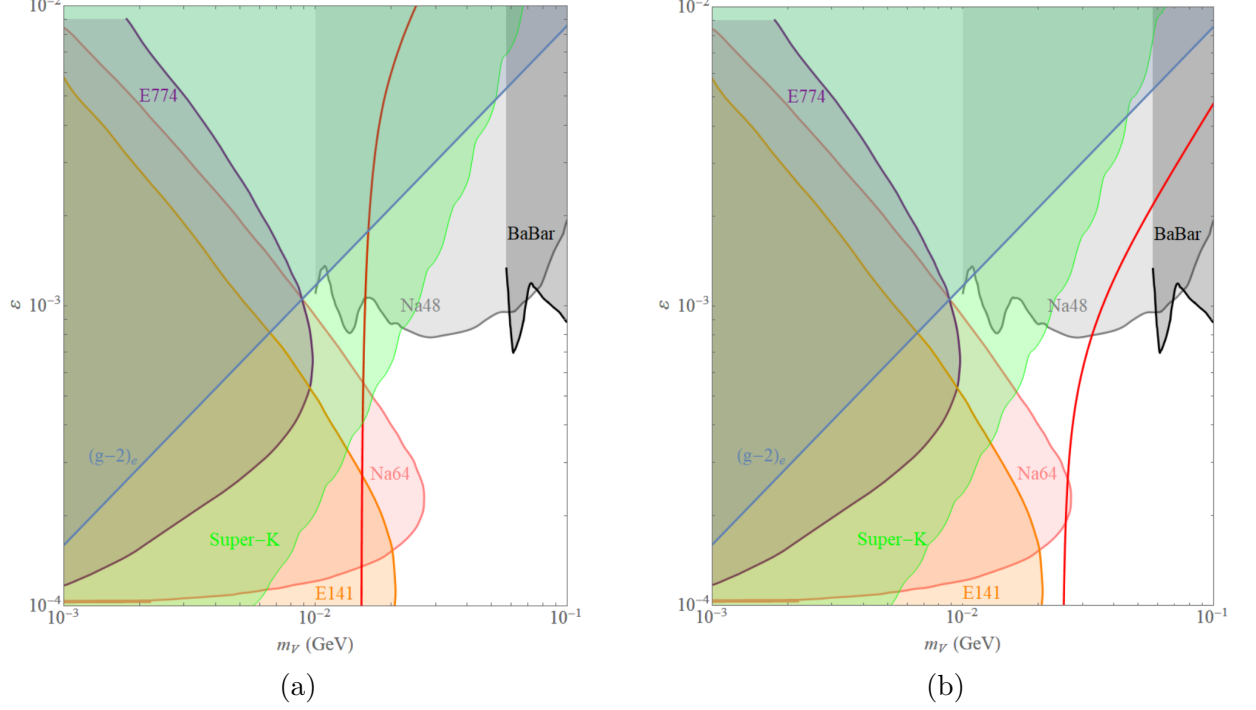 10⁻²
E774
BaBar
10⁻³
ε
Na48
(g−2)ₑ
Na64
Super−K
E141
10⁻⁴
10⁻³ 10⁻² 10⁻¹
m_V (GeV)
(a)
10⁻²
E774
BaBar
10⁻³
ε
Na48
(g−2)ₑ
Na64
Super−K
E141
10⁻⁴
10⁻³ 10⁻² 10⁻¹
m_V (GeV)
(b)